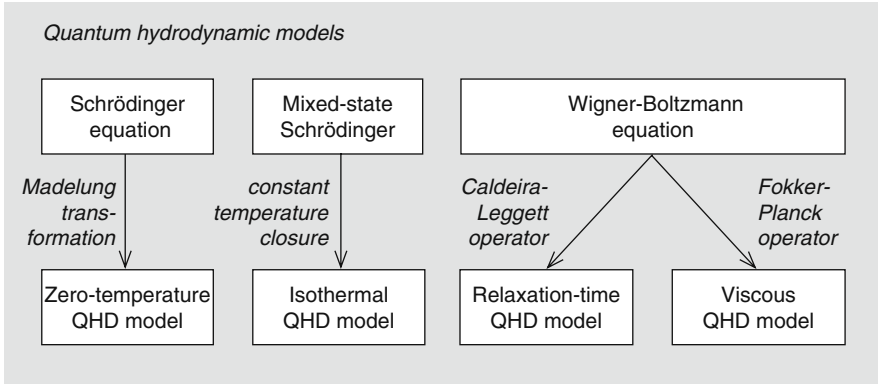 Quantum hydrodynamic models
Schrödinger
equation
Mixed-state
Schrödinger
Wigner-Boltzmann
equation
Madelung
trans-
formation
constant
temperature
closure
Caldeira-
Leggett
operator
Fokker-
Planck
operator
Zero-temperature
QHD model
Isothermal
QHD model
Relaxation-time
QHD model
Viscous
QHD model